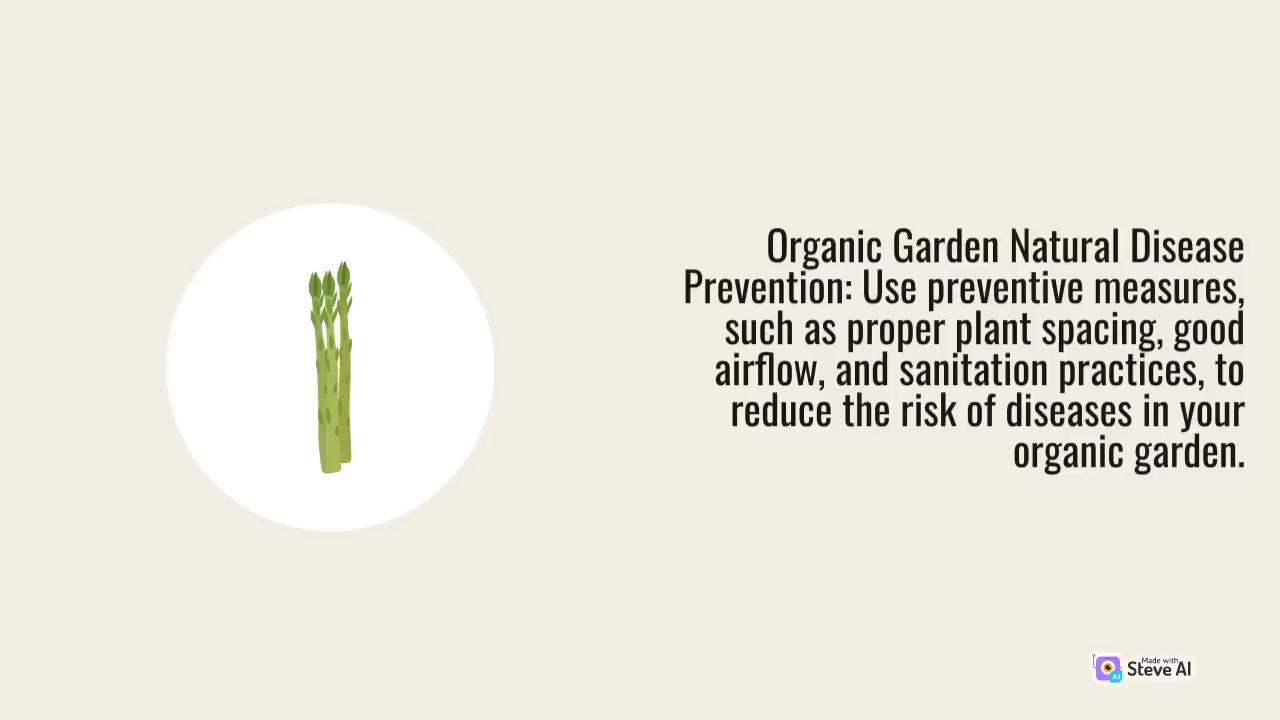 Organic Garden Natural Disease
Prevention: Use preventive measures,
such as proper plant spacing, good
airflow, and sanitation practices, to
reduce the risk of diseases in your
organic garden.
Made with
Steve AI
AI